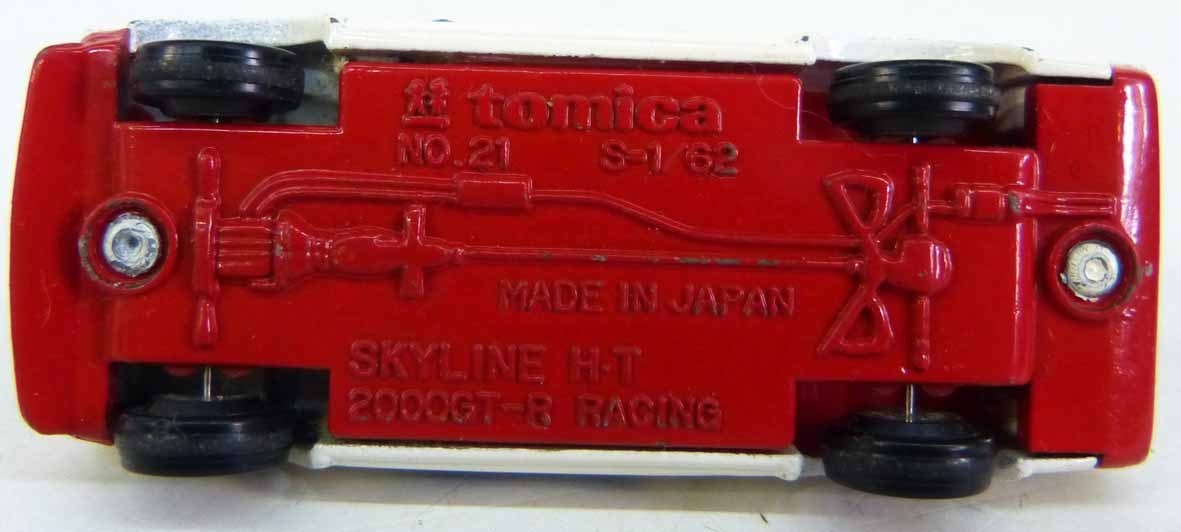 tomica
NO.21 S-1/62
MADE IN JAPAN
SKYLINE H-T
2000GT-R RACING